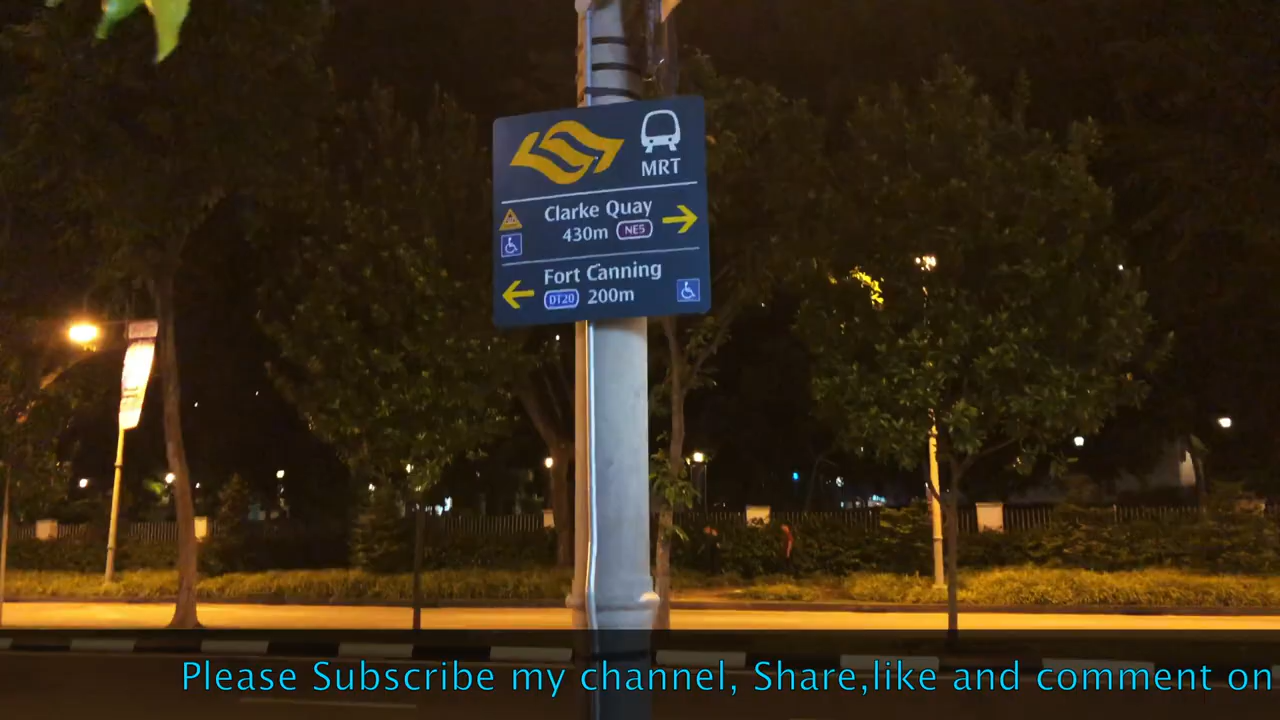 MRT
Clarke Quay
430m NE5
Fort Canning
DT20 200m
Please Subscribe my channel, Share,like and comment on